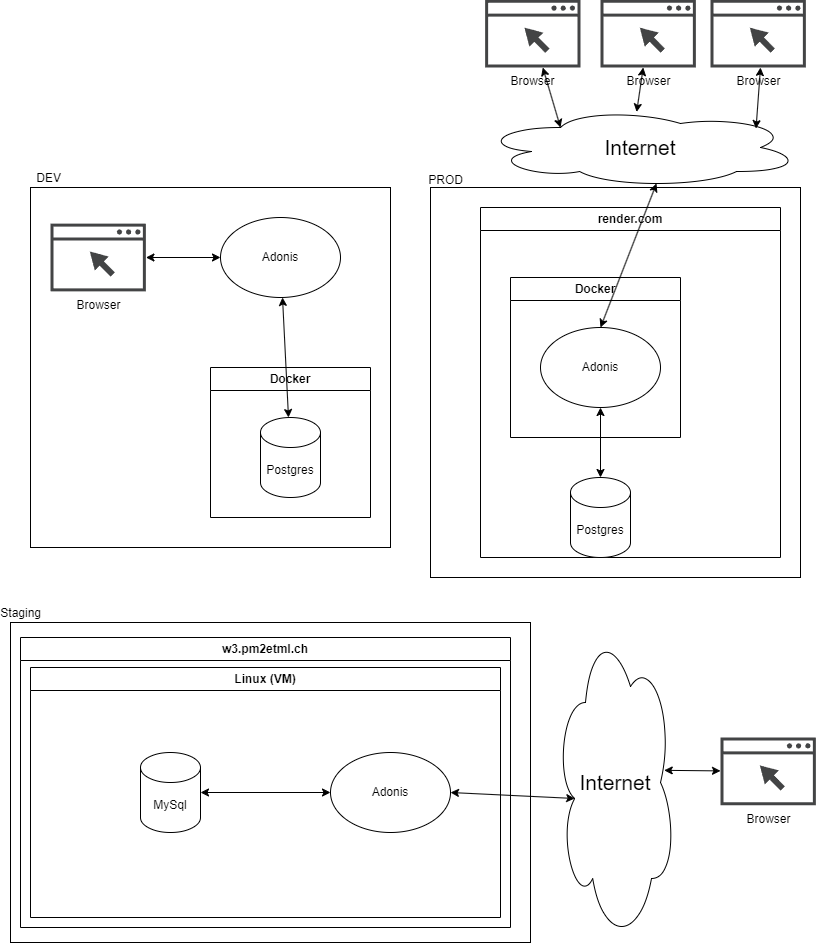 Browser
Browser
Browser
Internet
DEV
Browser
Adonis
Docker
Postgres
PROD
render.com
Docker
Adonis
Postgres
Staging
w3.pm2etml.ch
Linux (VM)
MySql
Adonis
Internet
Browser